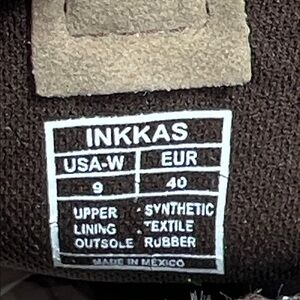 INKKAS
USA-W EUR
9 40
UPPER SYNTHETIC
LINING TEXTILE
OUTSOLE RUBBER
MADE IN MEXICO